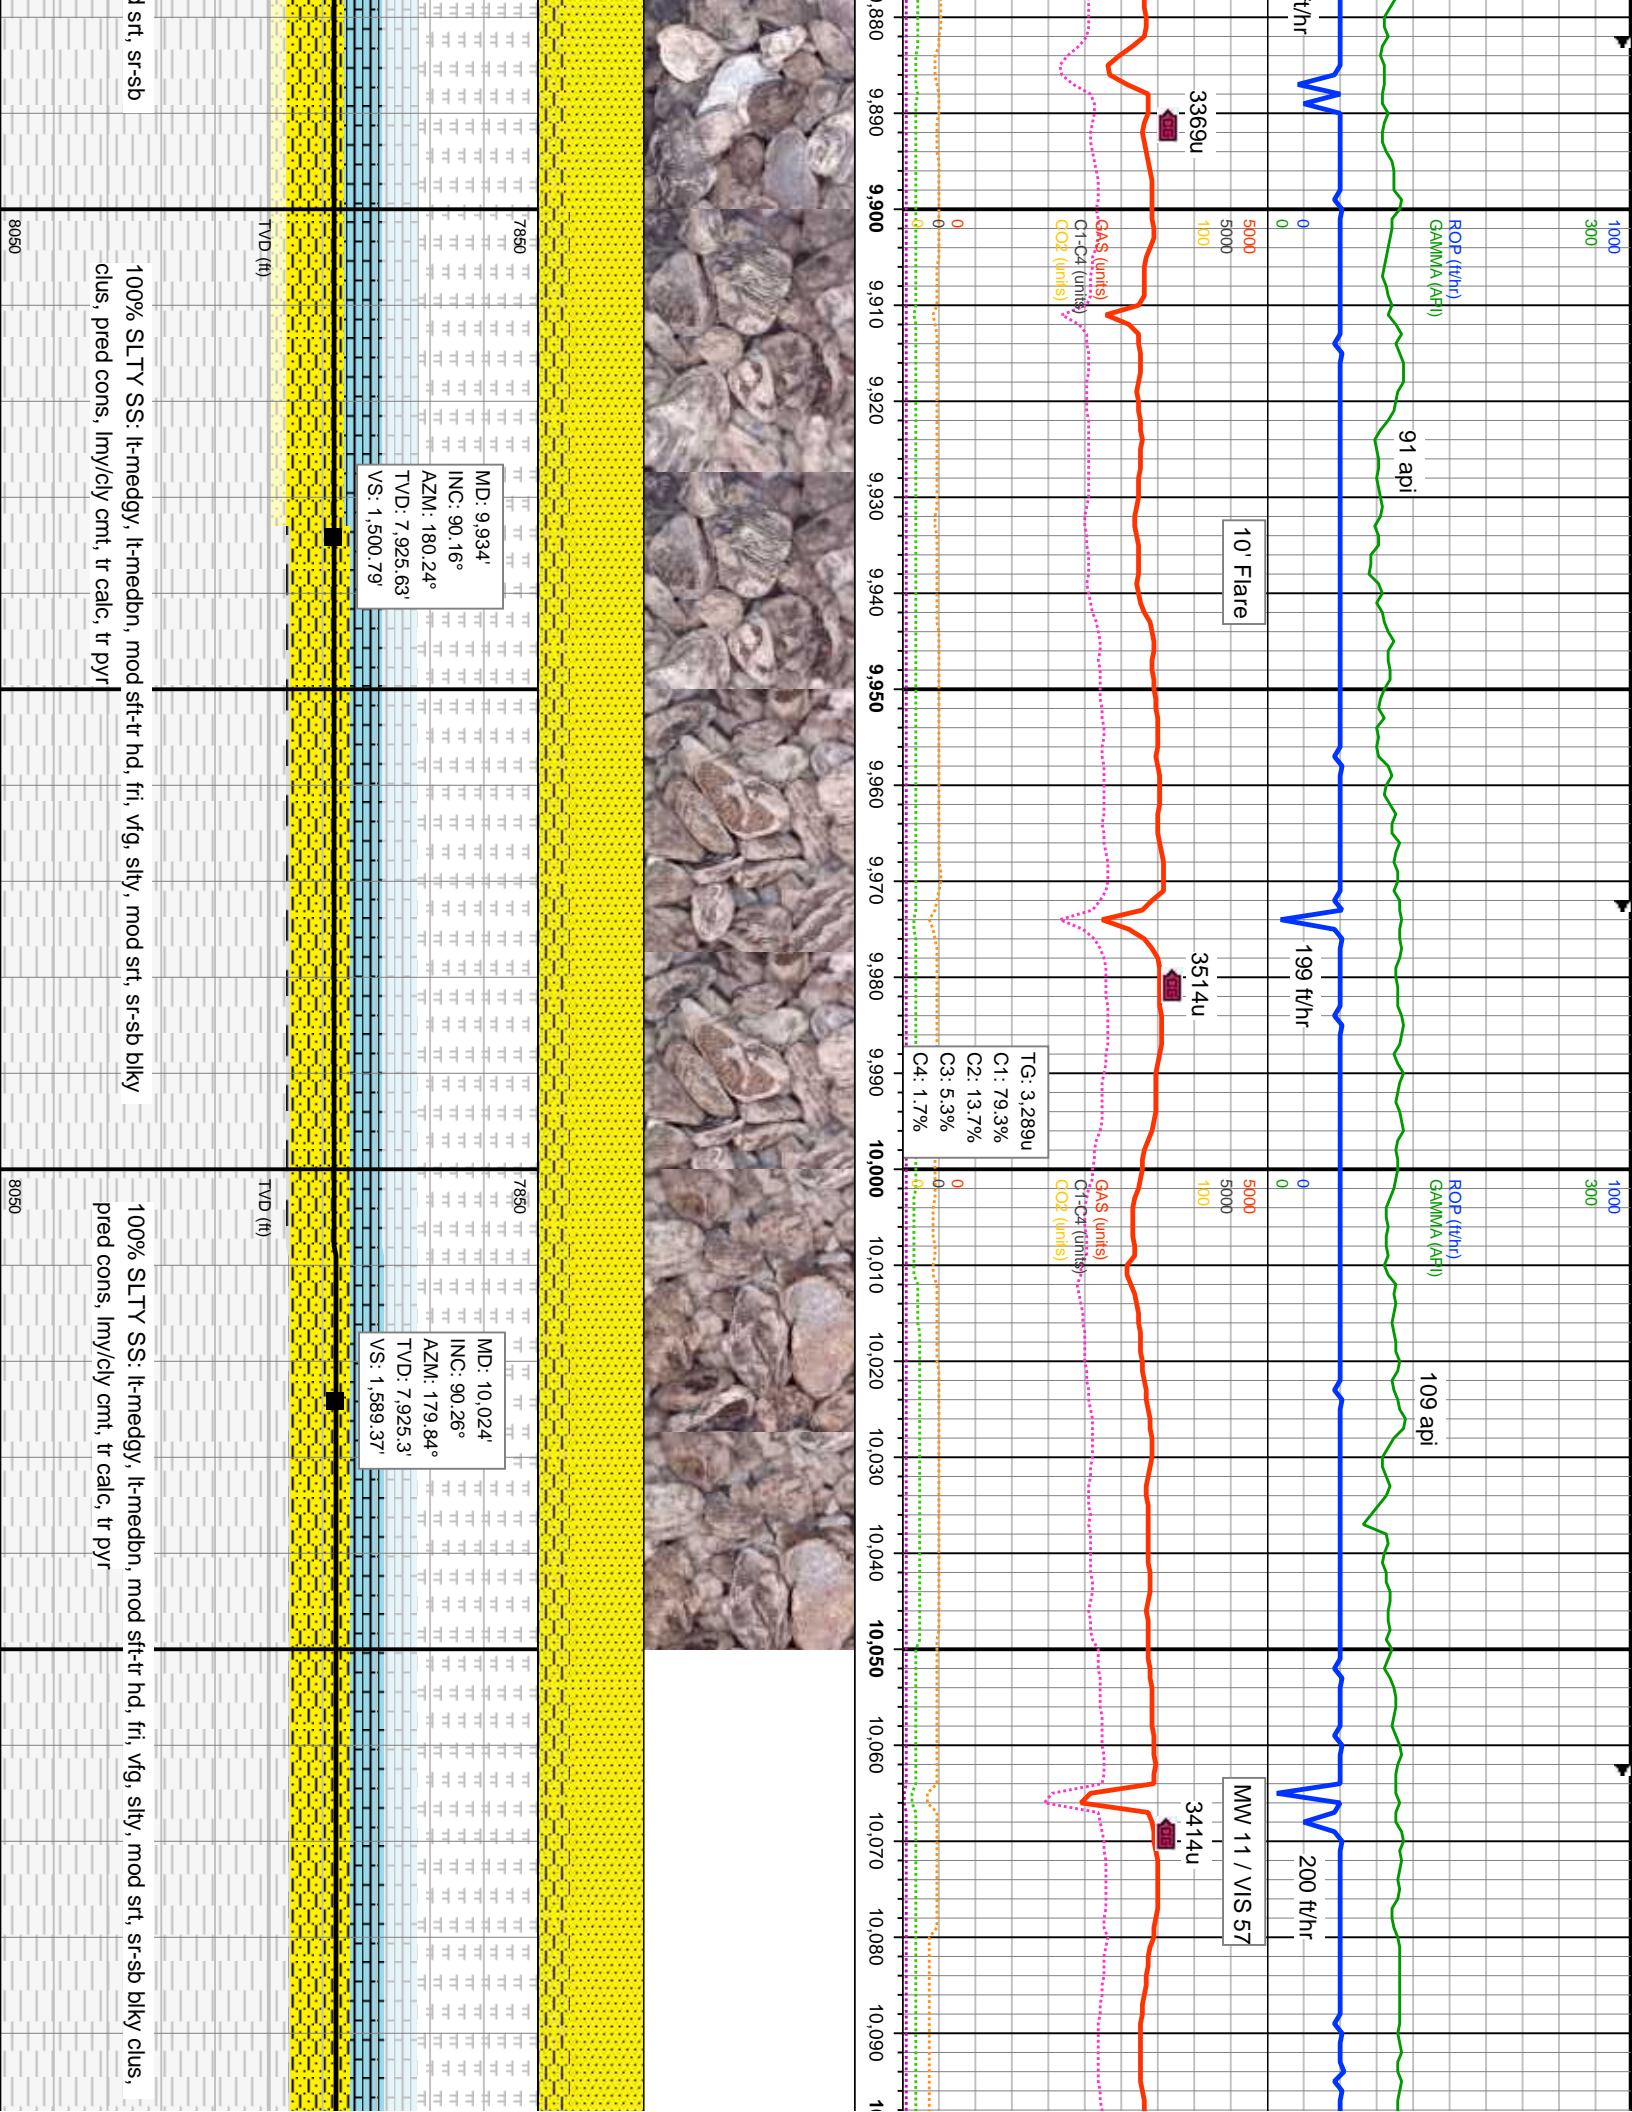 ft/hr
1000
300
ROP (ft/hr)
GAMMA (API)
0
0
91 api
199 ft/hr
1000
300
ROP (ft/hr)
GAMMA (API)
0
0
109 api
200 ft/hr
3369u
5000
5000
100
GAS (units)
C1-C4 (units)
CO2 (units)
0
0
0
10' Flare
3514u
TG: 3,289u
C1: 79.3%
C2: 13.7%
C3: 5.3%
C4: 1.7%
5000
5000
100
GAS (units)
C1-C4 (units)
CO2 (units)
0
0
0
MW 11 / VIS 57
3414u
9,880
9,890
9,900
9,910
9,920
9,930
9,940
9,950
9,960
9,970
9,980
9,990
10,000
10,010
10,020
10,030
10,040
10,050
10,060
10,070
10,080
10,090
7850
TVD (ft)
8050
MD: 9,934'
INC: 90.16°
AZM: 180.24°
TVD: 7,925.63'
VS: 1,500.79'
7850
TVD (ft)
8050
MD: 10,024'
INC: 90.26°
AZM: 179.84°
TVD: 7,925.3'
VS: 1,589.37'
d srt, sr-sb
100% SLTY SS: lt-medgy, lt-medbn, mod sft-tr hd, fri, vfg, slty, mod srt, sr-sb blky
clus, pred cons, lmy/cly cmt, tr calc, tr pyr
100% SLTY SS: lt-medgy, lt-medbn, mod sft-tr hd, fri, vfg, slty, mod srt, sr-sb blky clus,
pred cons, lmy/cly cmt, tr calc, tr pyr